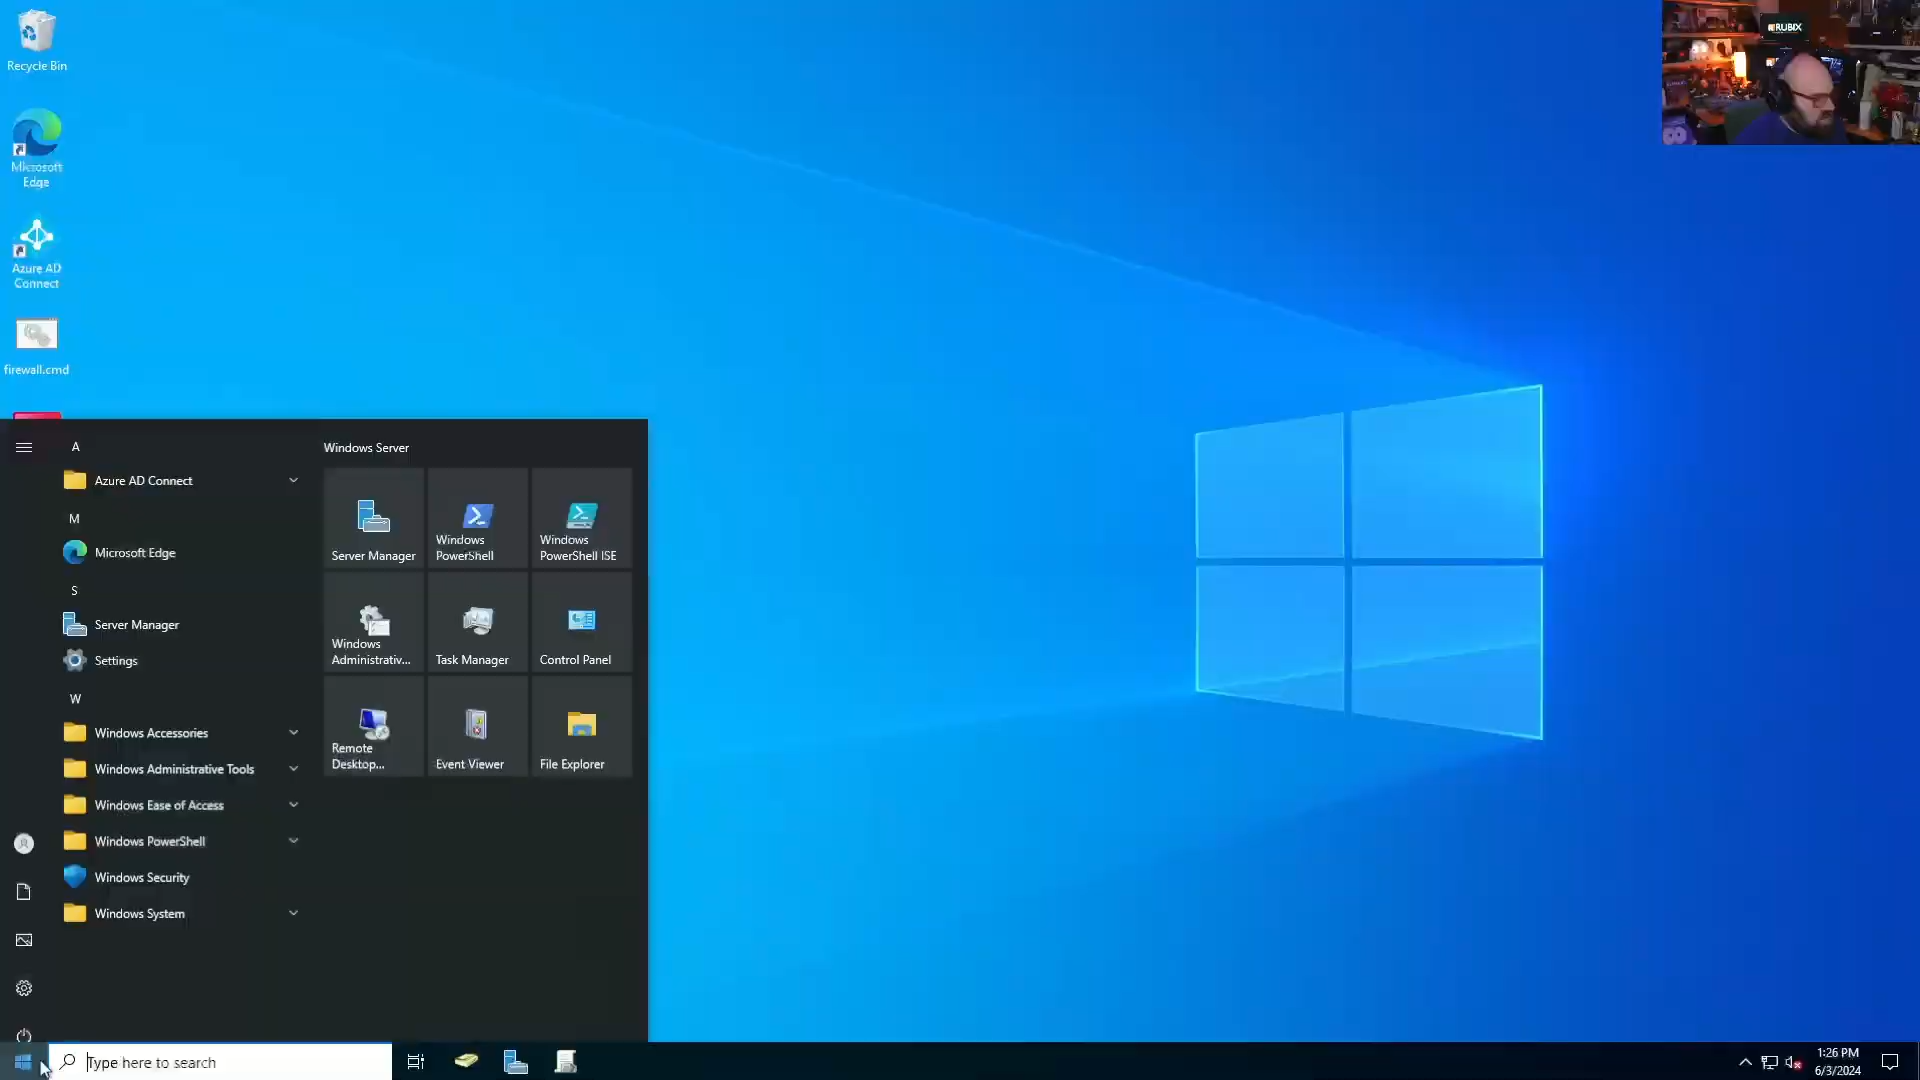 Recycle Bin
Microsoft
Edge
Azure AD
Connect
firewall.cmd
RUBIX
A
Azure AD Connect
M
Microsoft Edge
S
Server Manager
Settings
W
Windows Accessories
Windows Administrative Tools
Windows Ease of Access
Windows PowerShell
Windows Security
Windows System
Windows Server
Server Manager
Windows
PowerShell
Windows
PowerShell ISE
Windows
Administrativ...
Task Manager
Control Panel
Remote
Desktop...
Event Viewer
File Explorer
Type here to search
1:26 PM
6/3/2024